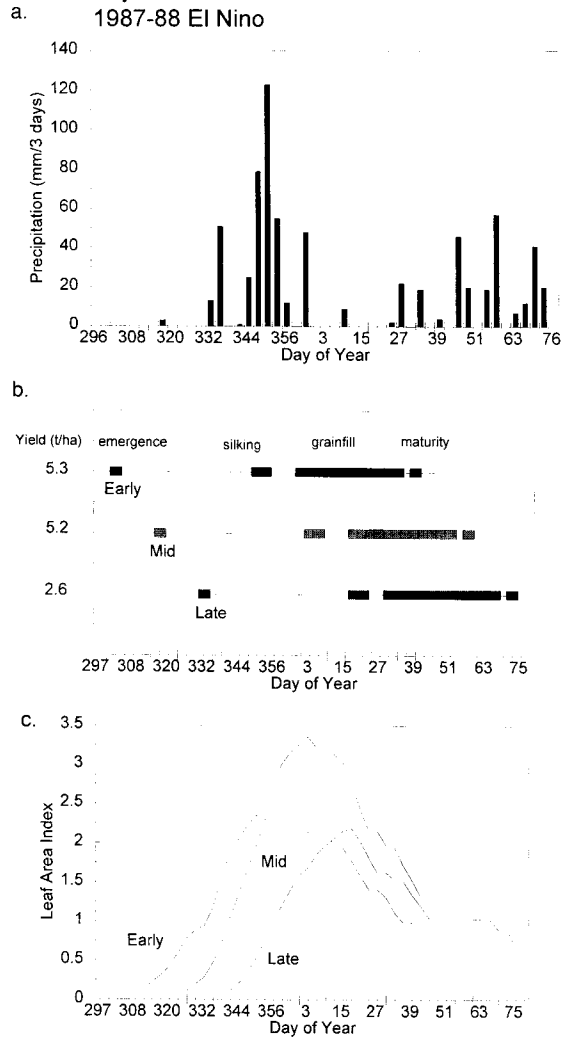 a.
1987-88 El Nino
140
120
100
80
60
40
20
0
Precipitation (mm/3 days)
296 308 320 332 344 356 3 15 27 39 51 63 76
Day of Year
b.
Yield (t/ha) emergence silking grainfill maturity
5.3
Early
5.2
Mid
2.6
Late
297 308 320 332 344 356 3 15 27 39 51 63 75
Day of Year
c.
3.5
3
2.5
2
1.5
1
0.5
0
Leaf Area Index
Mid
Early
Late
297 308 320 332 344 356 3 15 27 39 51 63 75
Day of Year